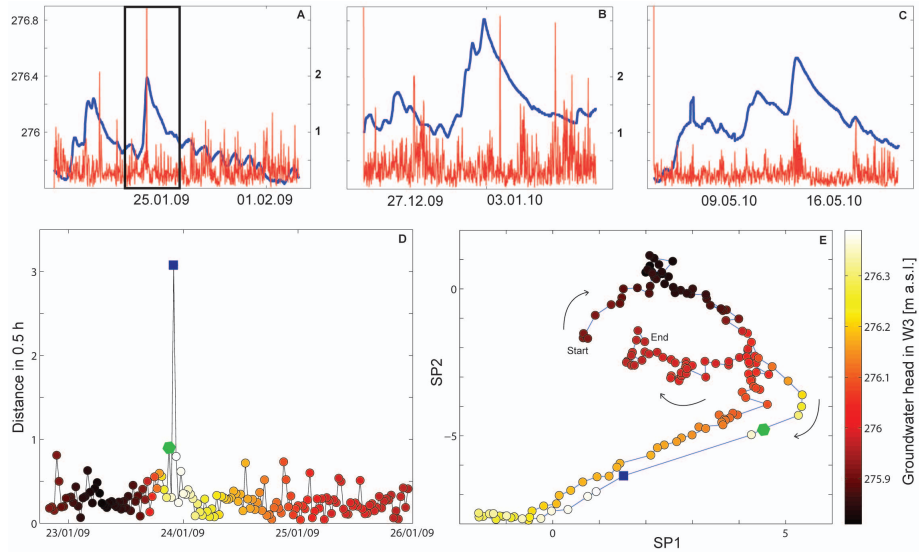 A
B
C
276.8
276.4
276
2
1
2
1
25.01.09
01.02.09
27.12.09
03.01.10
09.05.10
16.05.10
D
Distance in 0.5 h
3
2
1
0
23/01/09
24/01/09
25/01/09
26/01/09
E
SP2
0
−5
Start
End
0
5
SP1
276.3
276.2
276.1
276
275.9
Groundwater head in W3 [m a.s.l.]